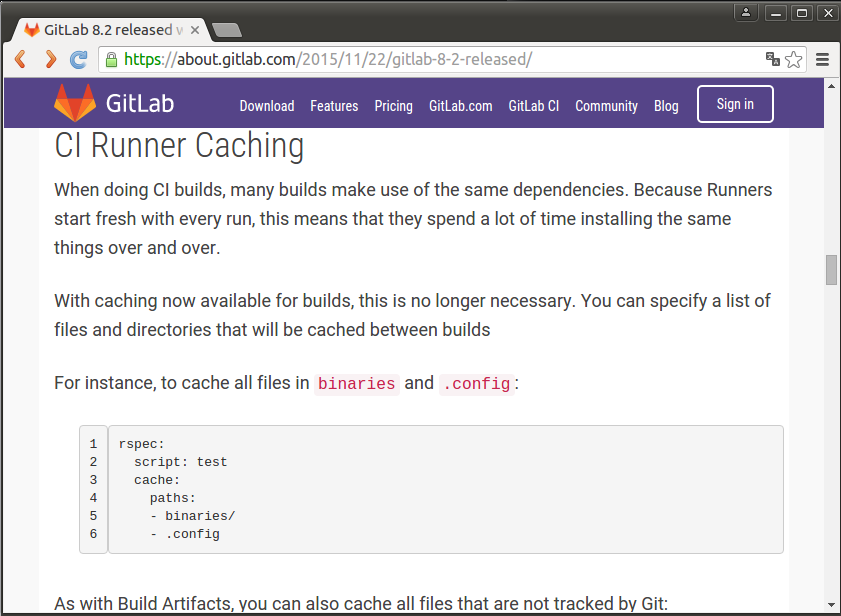 GitLab 8.2 released w
https://about.gitlab.com/2015/11/22/gitlab-8-2-released/
GitLab Download Features Pricing GitLab.com GitLab CI Community Blog Sign in
CI Runner Caching
When doing CI builds, many builds make use of the same dependencies. Because Runners
start fresh with every run, this means that they spend a lot of time installing the same
things over and over.
With caching now available for builds, this is no longer necessary. You can specify a list of
files and directories that will be cached between builds
For instance, to cache all files in binaries and .config:
1 rspec:
2 script: test
3 cache:
4 paths:
5 - binaries/
6 - .config
As with Build Artifacts, you can also cache all files that are not tracked by Git: